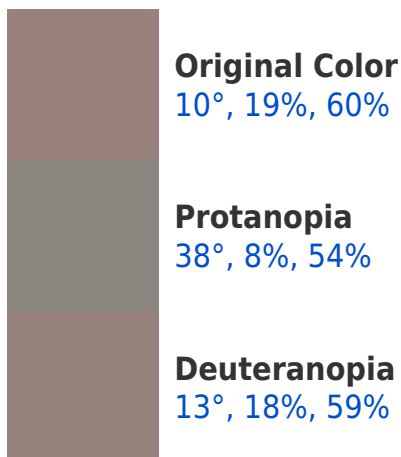 Original Color
10°, 19%, 60%
Protanopia
38°, 8%, 54%
Deuteranopia
13°, 18%, 59%